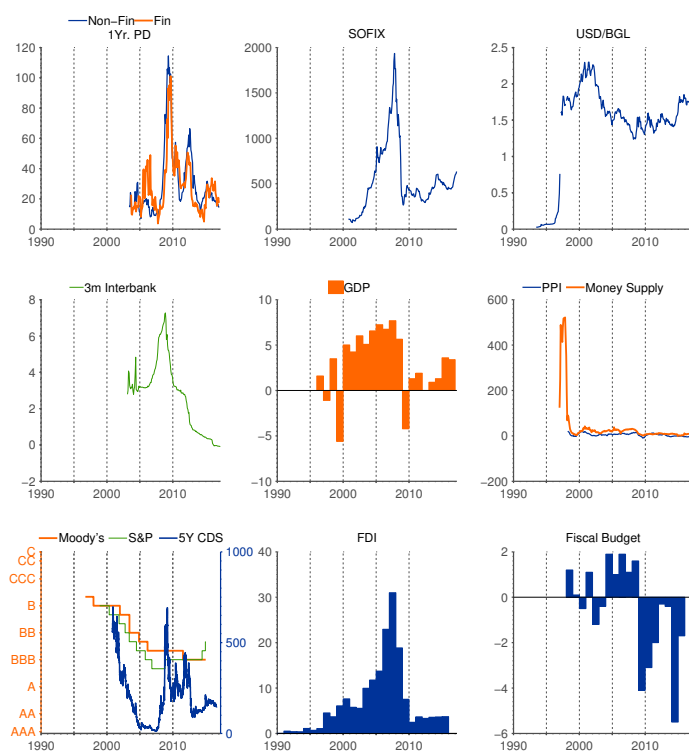 Non−Fin Fin
1Yr. PD
120
100
80
60
40
20
0
1990 2000 2010
SOFIX
2000
1500
1000
500
0
1990 2000 2010
USD/BGL
2.5
2
1.5
1
0.5
0
1990 2000 2010
3m Interbank
8
6
4
2
0
−2
1990 2000 2010
GDP
10
5
0
−5
−10
1990 2000 2010
PPI Money Supply
600
400
200
0
−200
1990 2000 2010
Moody's S&P 5Y CDS
C
CC
CCC
B
BB
BBB
A
AA
AAA
1000
500
0
1990 2000 2010
FDI
40
30
20
10
0
1990 2000 2010
Fiscal Budget
2
0
−2
−4
−6
1990 2000 2010